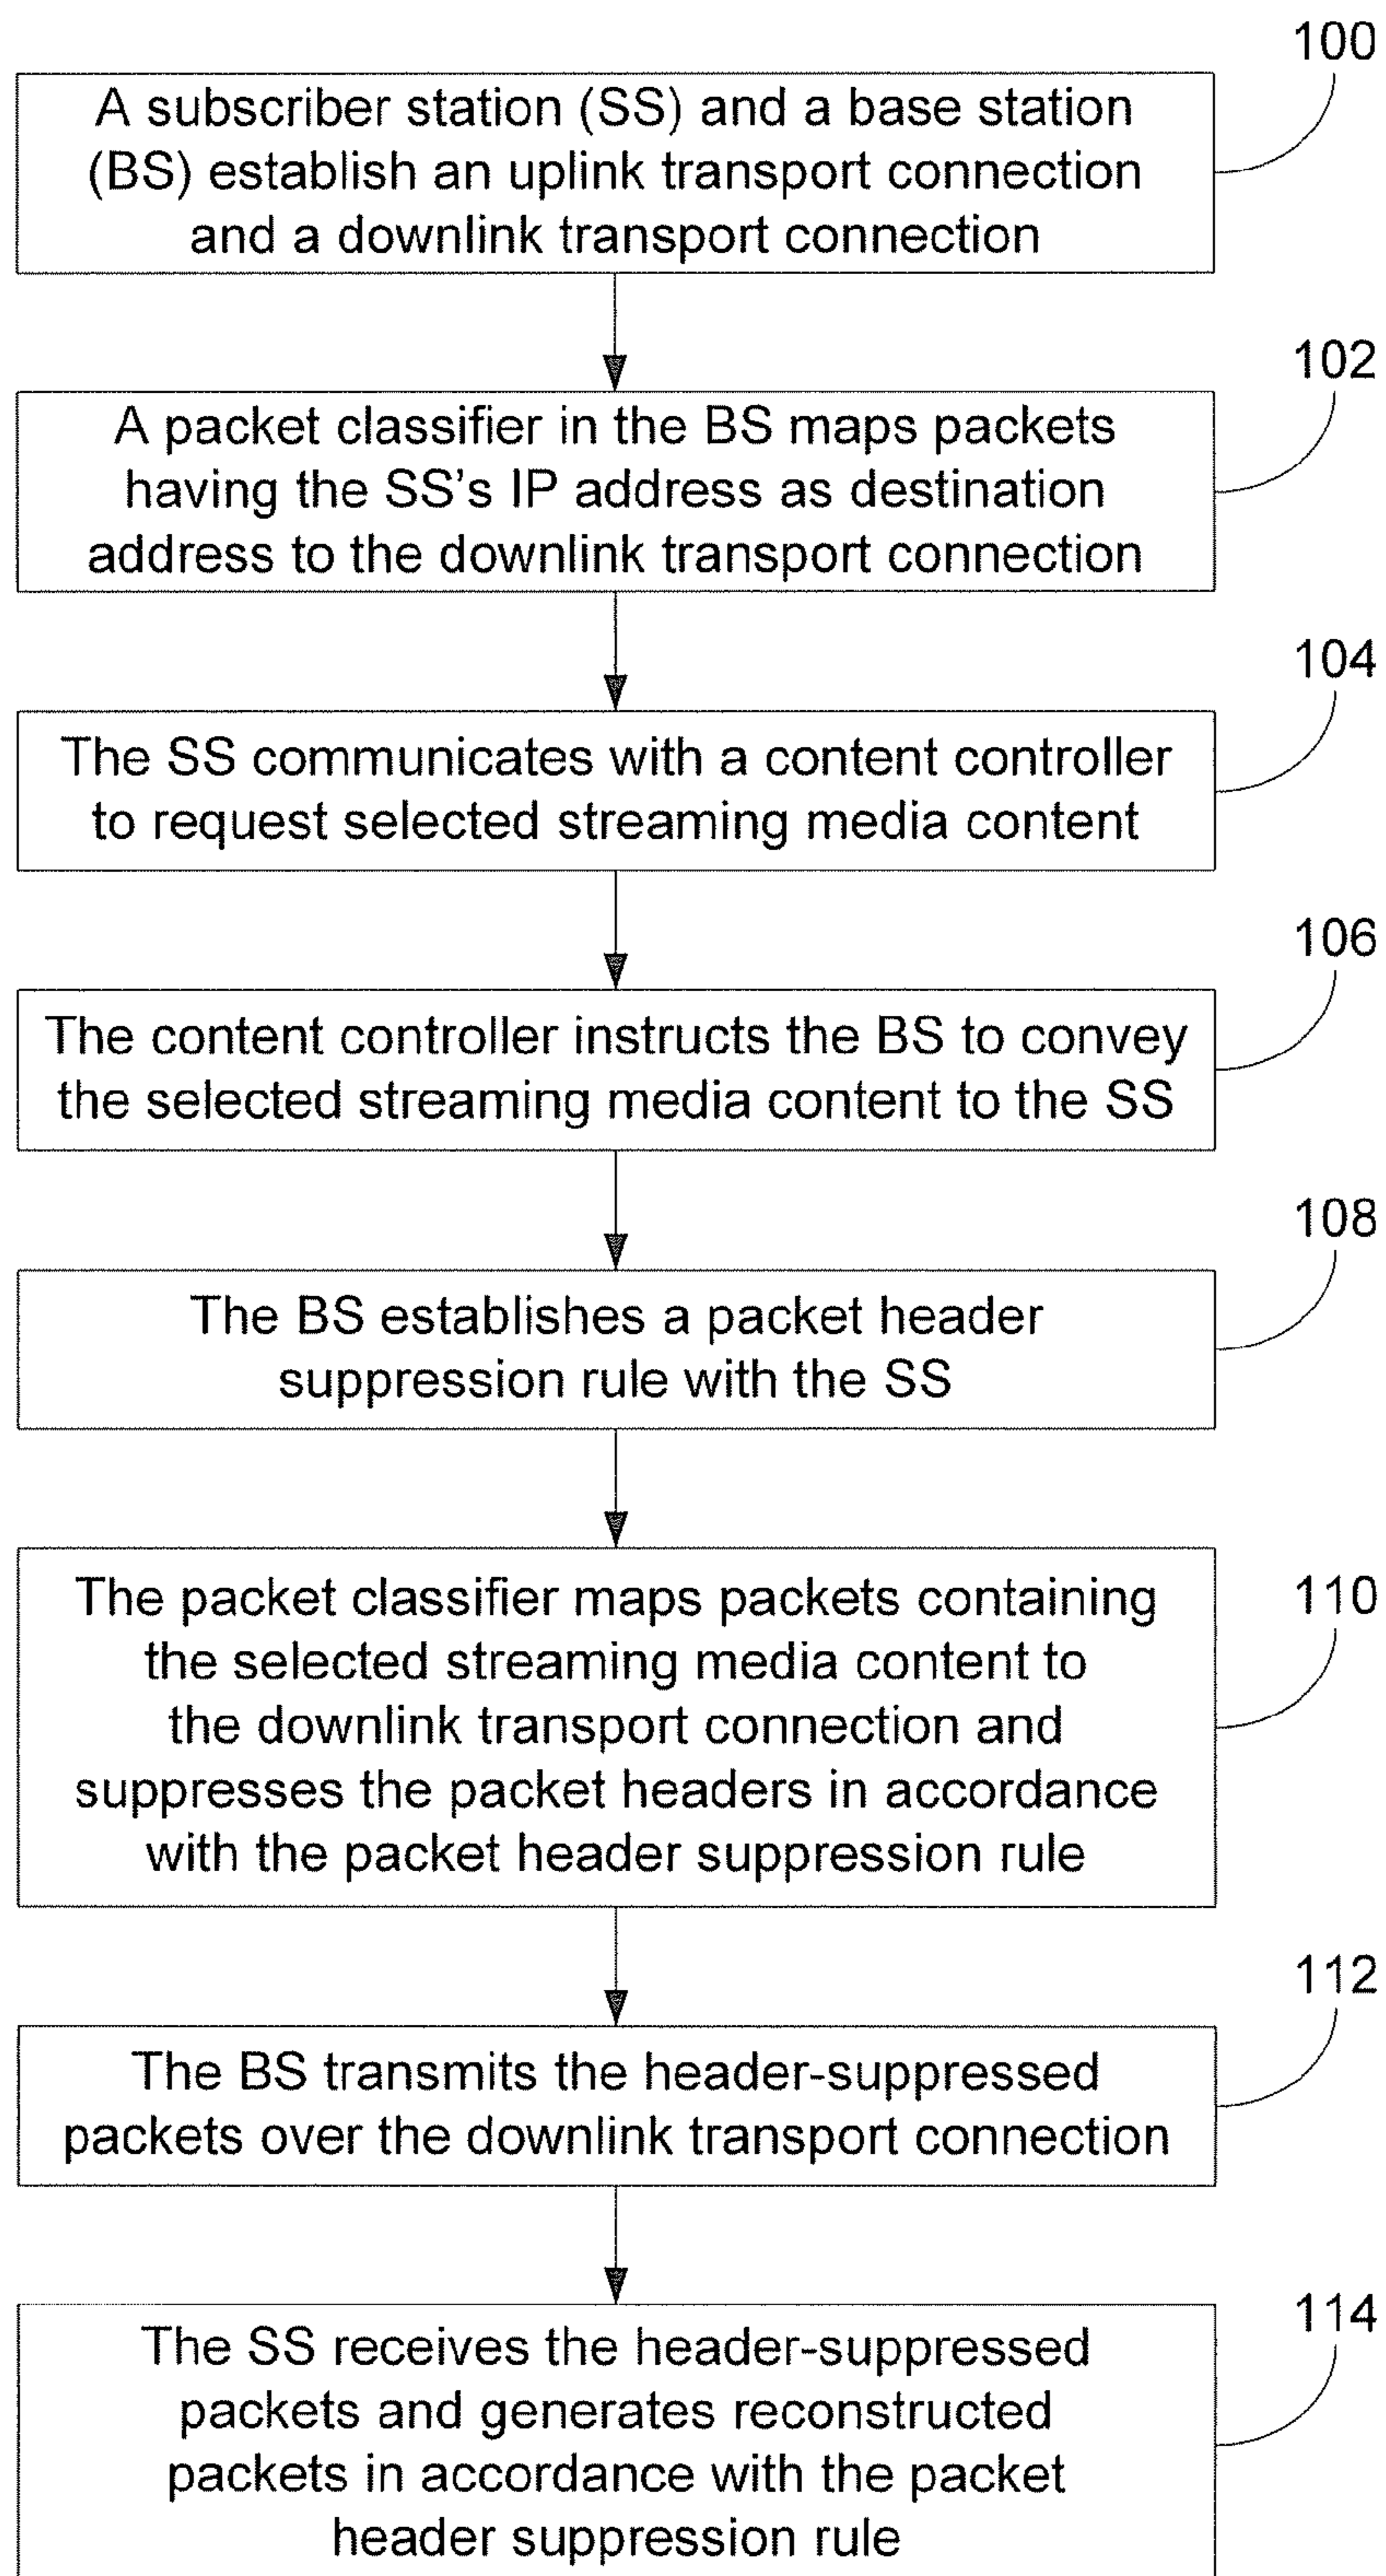 100
A subscriber station (SS) and a base station
(BS) establish an uplink transport connection
and a downlink transport connection
102
A packet classifier in the BS maps packets
having the SS's IP address as destination
address to the downlink transport connection
104
The SS communicates with a content controller
to request selected streaming media content
106
The content controller instructs the BS to convey
the selected streaming media content to the SS
108
The BS establishes a packet header
suppression rule with the SS
110
The packet classifier maps packets containing
the selected streaming media content to
the downlink transport connection and
suppresses the packet headers in accordance
with the packet header suppression rule
112
The BS transmits the header-suppressed
packets over the downlink transport connection
114
The SS receives the header-suppressed
packets and generates reconstructed
packets in accordance with the packet
header suppression rule